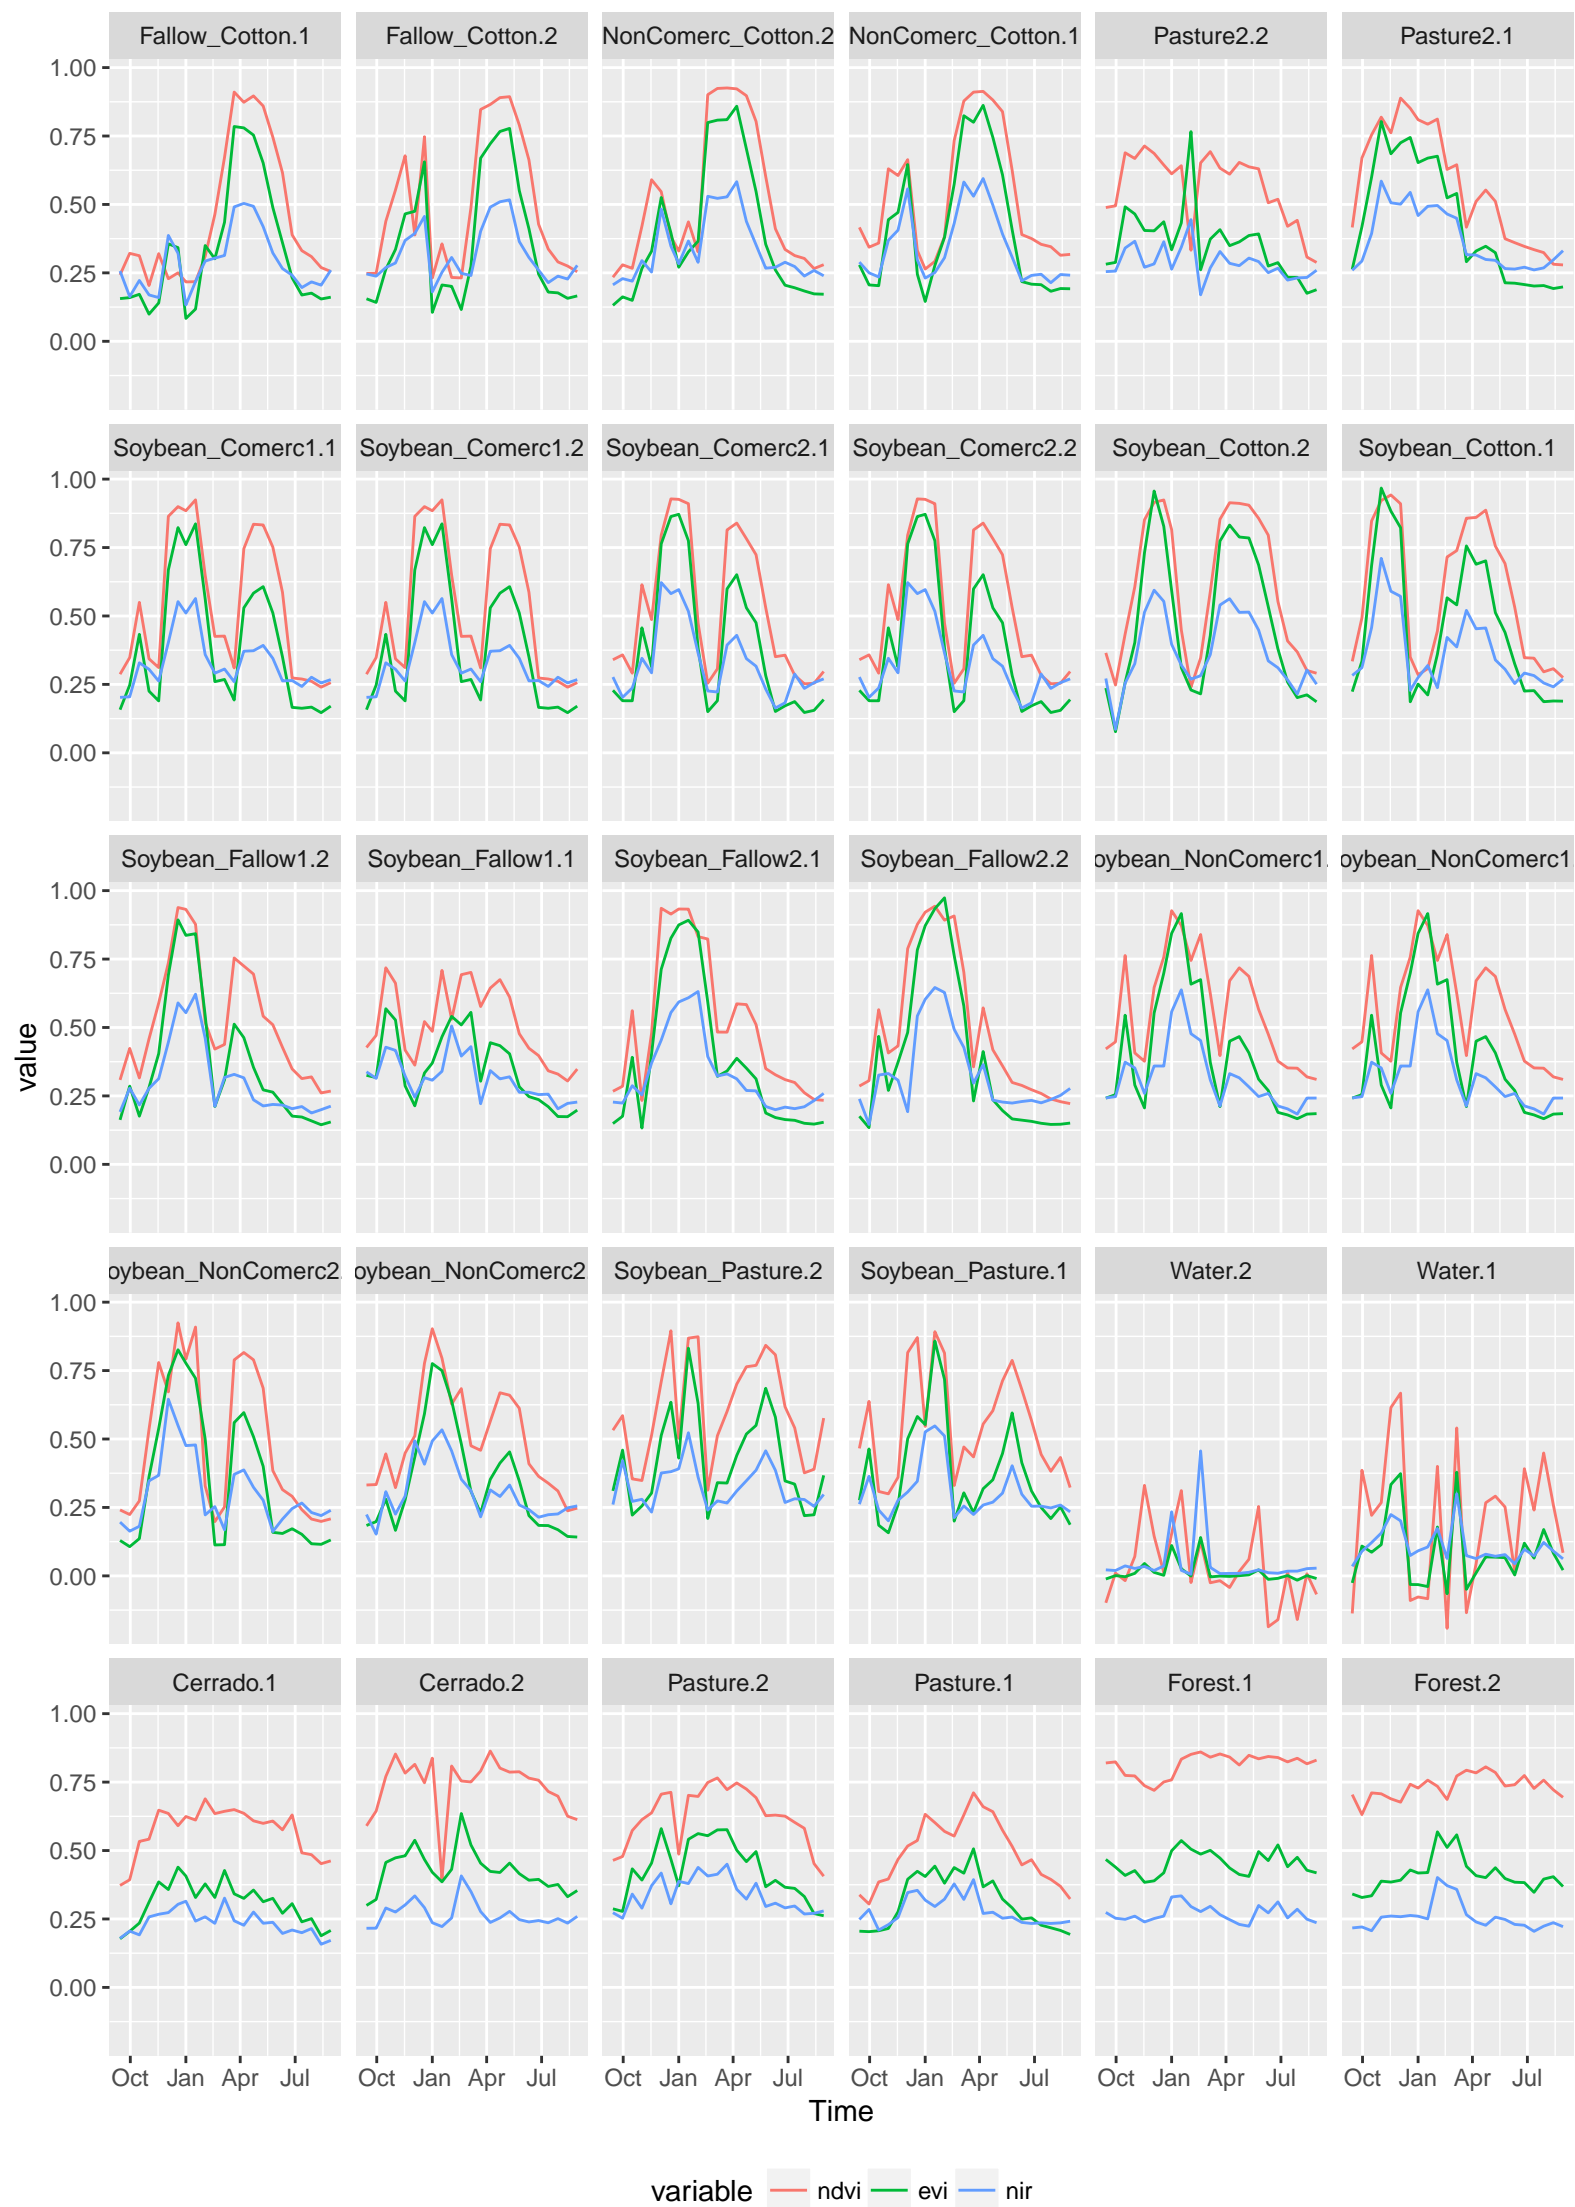 Fallow_Cotton.1 Fallow_Cotton.2 NonComerc_Cotton.2 NonComerc_Cotton.1 Pasture2.2 Pasture2.1
1.00
0.75
0.50
0.25
0.00
Soybean_Comerc1.1 Soybean_Comerc1.2 Soybean_Comerc2.1 Soybean_Comerc2.2 Soybean_Cotton.2 Soybean_Cotton.1
1.00
0.75
0.50
0.25
0.00
Soybean_Fallow1.2 Soybean_Fallow1.1 Soybean_Fallow2.1 Soybean_Fallow2.2 oybean_NonComerc1. oybean_NonComerc1.
1.00
0.75
0.50
0.25
0.00
value
oybean_NonComerc2. oybean_NonComerc2. Soybean_Pasture.2 Soybean_Pasture.1 Water.2 Water.1
1.00
0.75
0.50
0.25
0.00
Cerrado.1 Cerrado.2 Pasture.2 Pasture.1 Forest.1 Forest.2
1.00
0.75
0.50
0.25
0.00
Oct Jan Apr Jul Oct Jan Apr Jul Oct Jan Apr Jul Oct Jan Apr Jul Oct Jan Apr Jul Oct Jan Apr Jul
Time
variable ndvi evi nir